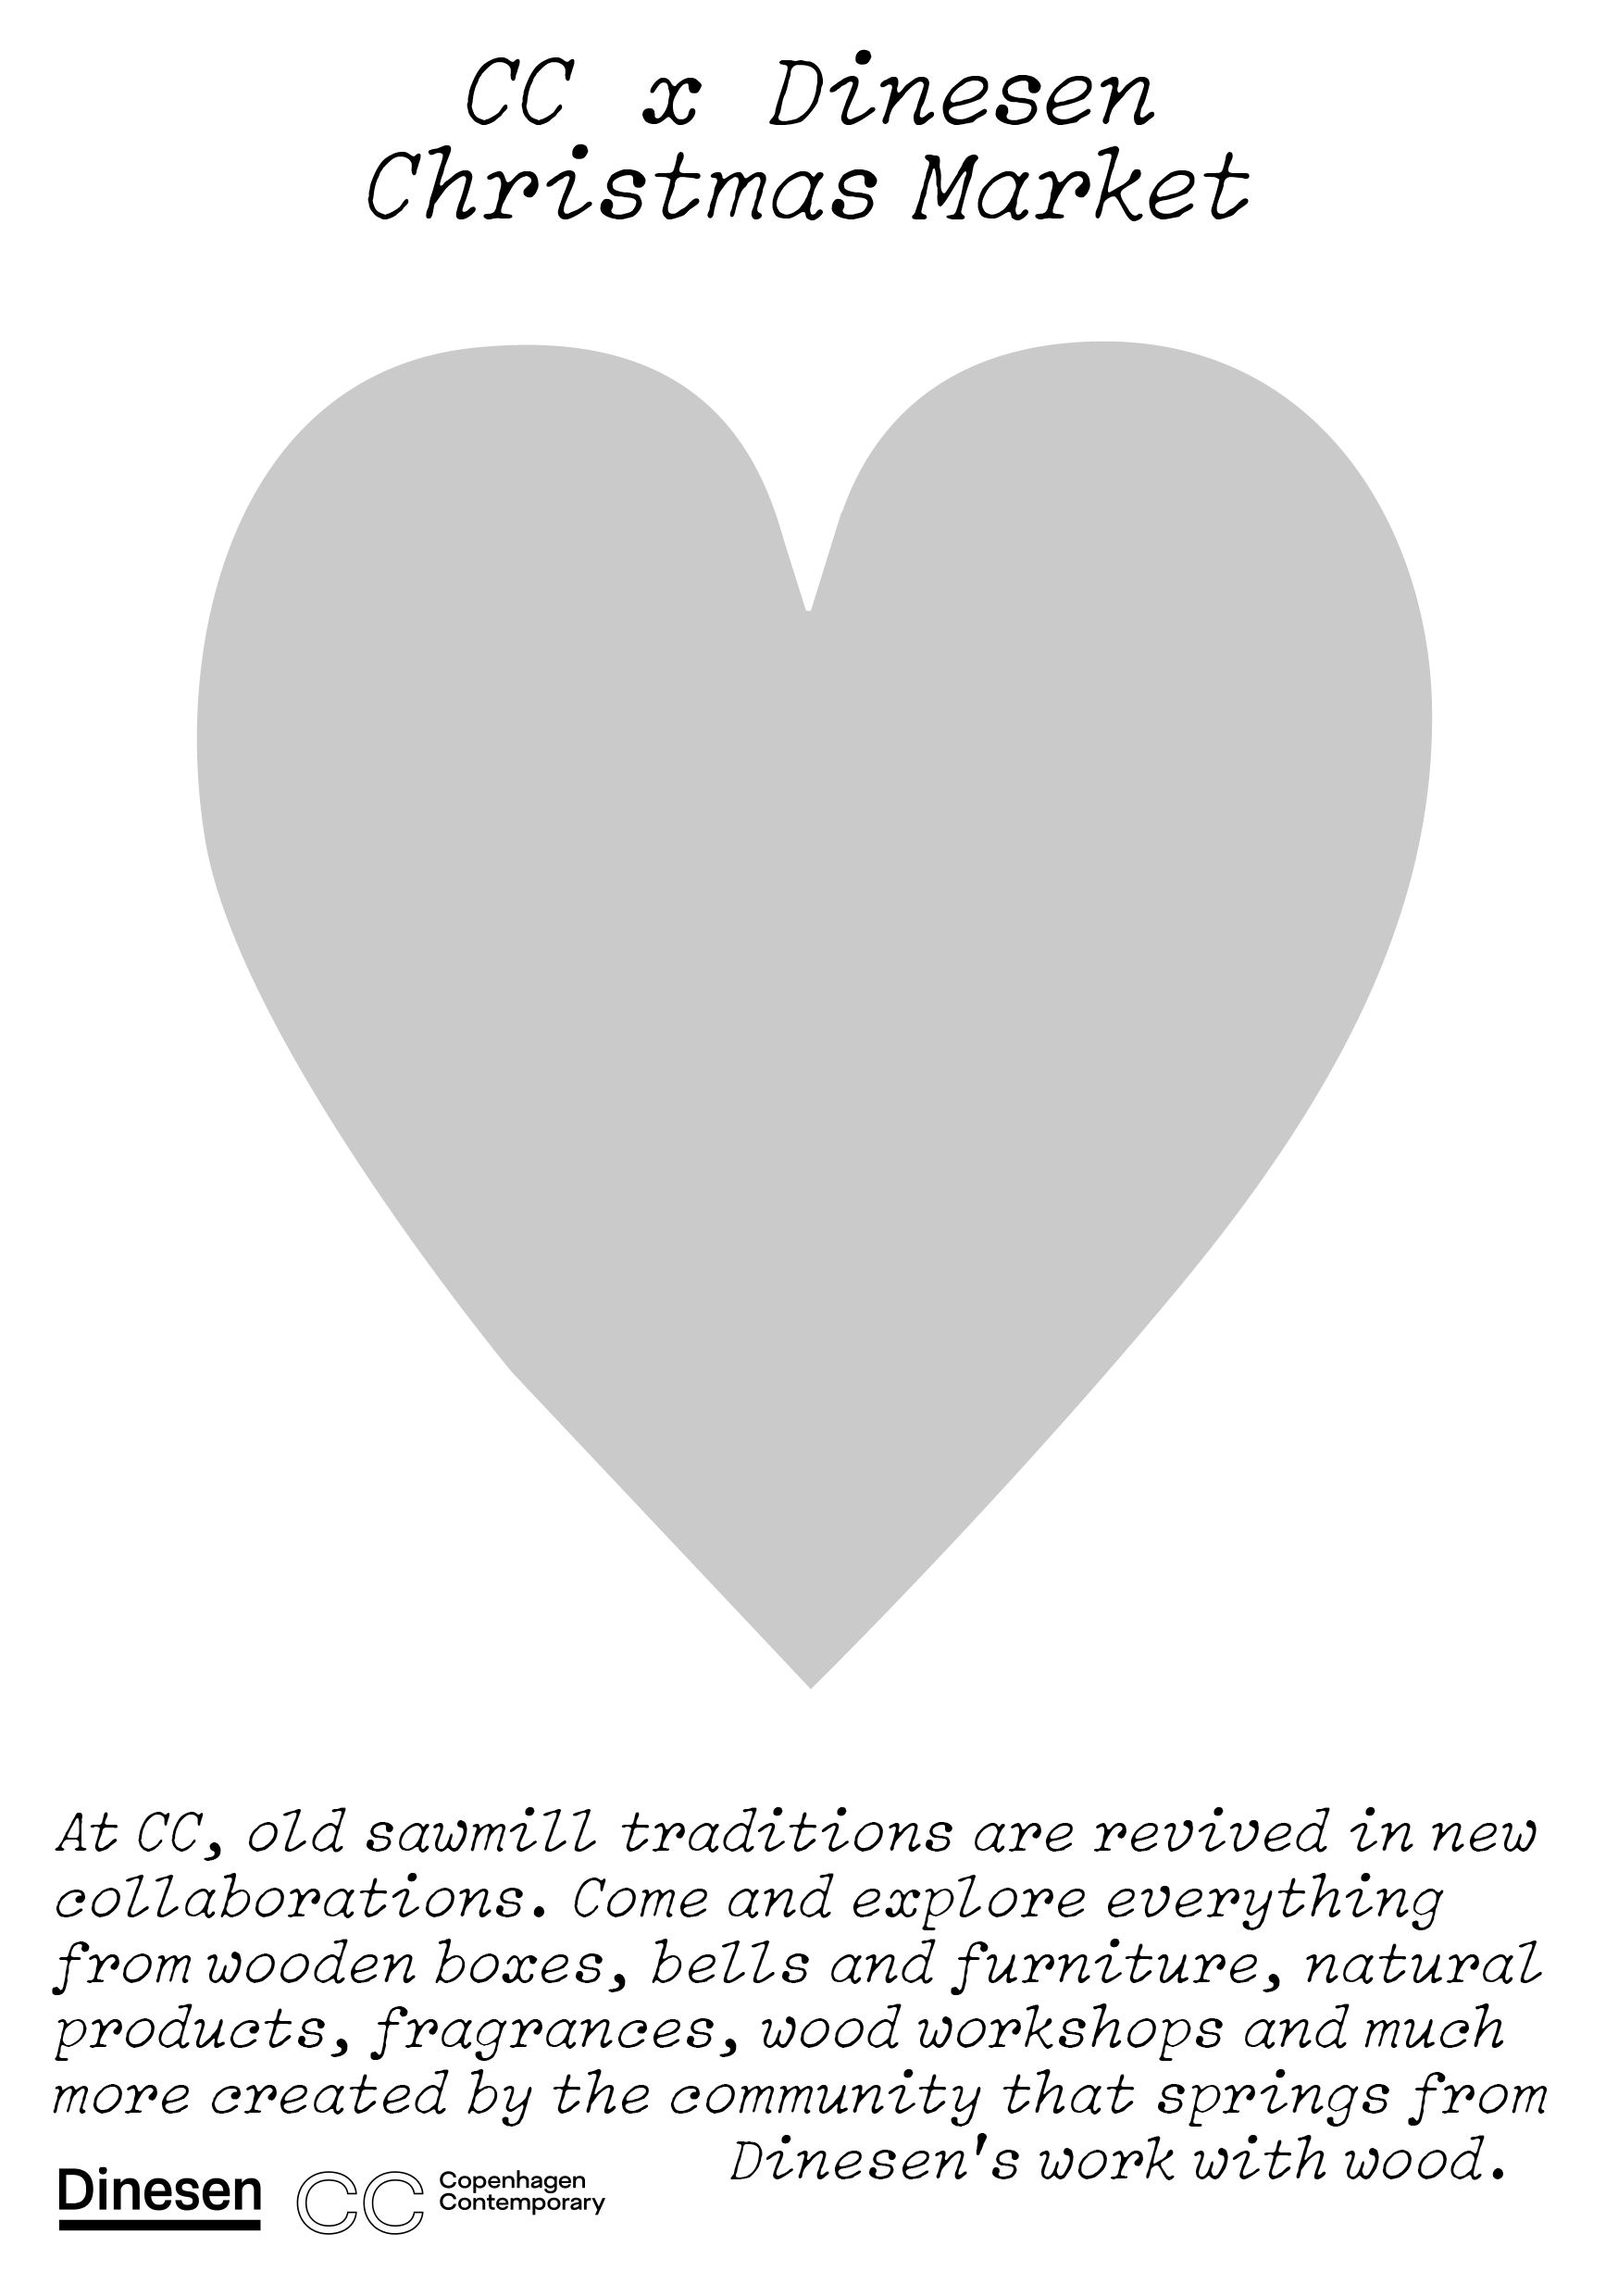 CC x Dinesen
Christmas Market
At CC, old sawmill traditions are revived in new
collaborations. Come and explore everything
from wooden boxes, bells and furniture, natural
products, fragrances, wood workshops and much
more created by the community that springs from
Dinesen's work with wood.
Dinesen
CC Copenhagen
Contemporary